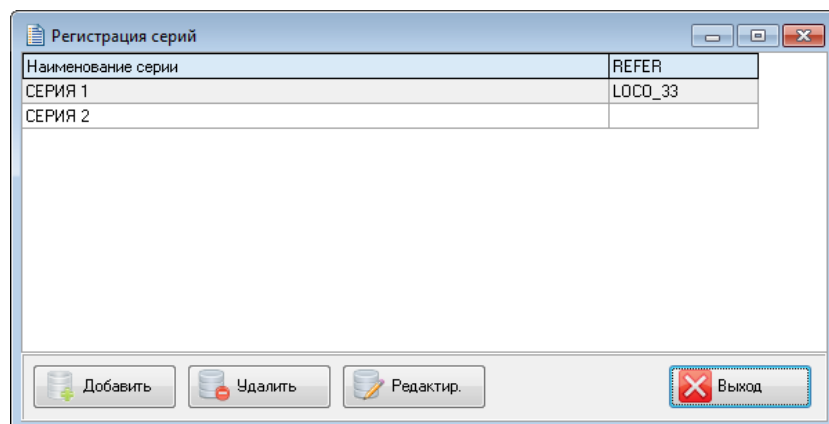 Регистрация серий
Наименование серии REFER
СЕРИЯ 1 LOCO_33
СЕРИЯ 2
Добавить Удалить Редактир. Выход